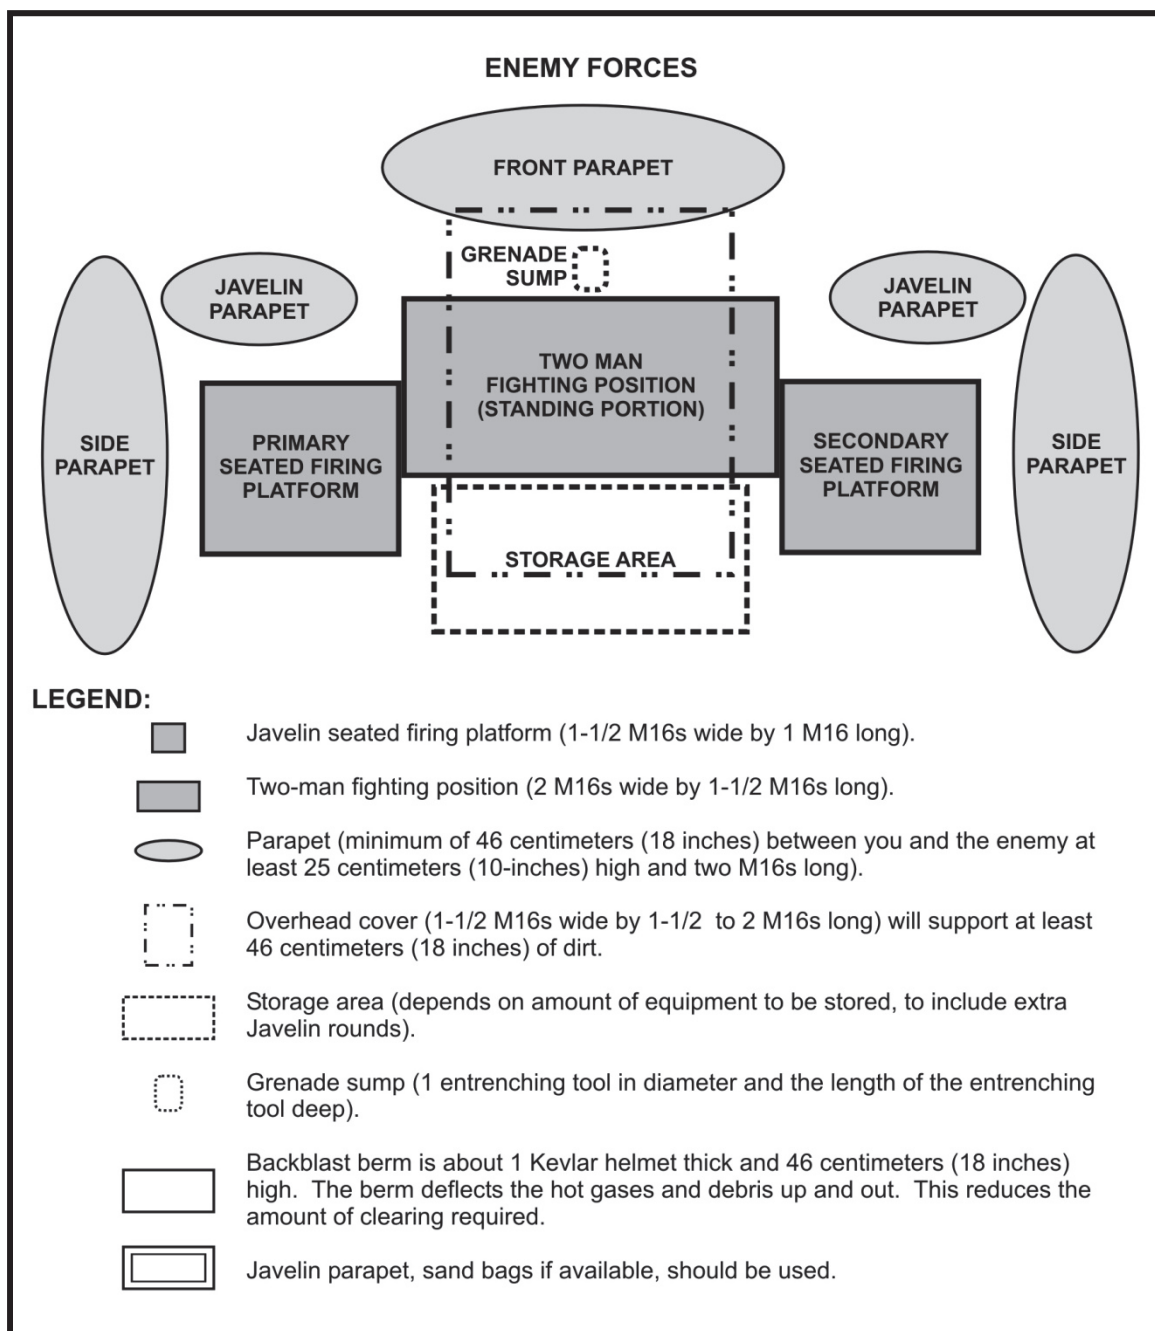 ENEMY FORCES
FRONT PARAPET
GRENADE
SUMP
JAVELIN
PARAPET
JAVELIN
PARAPET
TWO MAN
FIGHTING POSITION
(STANDING PORTION)
SIDE
PARAPET
PRIMARY
SEATED FIRING
PLATFORM
SECONDARY
SEATED FIRING
PLATFORM
SIDE
PARAPET
STORAGE AREA
LEGEND:
Javelin seated firing platform (1-1/2 M16s wide by 1 M16 long).
Two-man fighting position (2 M16s wide by 1-1/2 M16s long).
Parapet (minimum of 46 centimeters (18 inches) between you and the enemy at
least 25 centimeters (10-inches) high and two M16s long).
Overhead cover (1-1/2 M16s wide by 1-1/2  to 2 M16s long) will support at least
46 centimeters (18 inches) of dirt.
Storage area (depends on amount of equipment to be stored, to include extra
Javelin rounds).
Grenade sump (1 entrenching tool in diameter and the length of the entrenching
tool deep).
Backblast berm is about 1 Kevlar helmet thick and 46 centimeters (18 inches)
high.  The berm deflects the hot gases and debris up and out.  This reduces the
amount of clearing required.
Javelin parapet, sand bags if available, should be used.